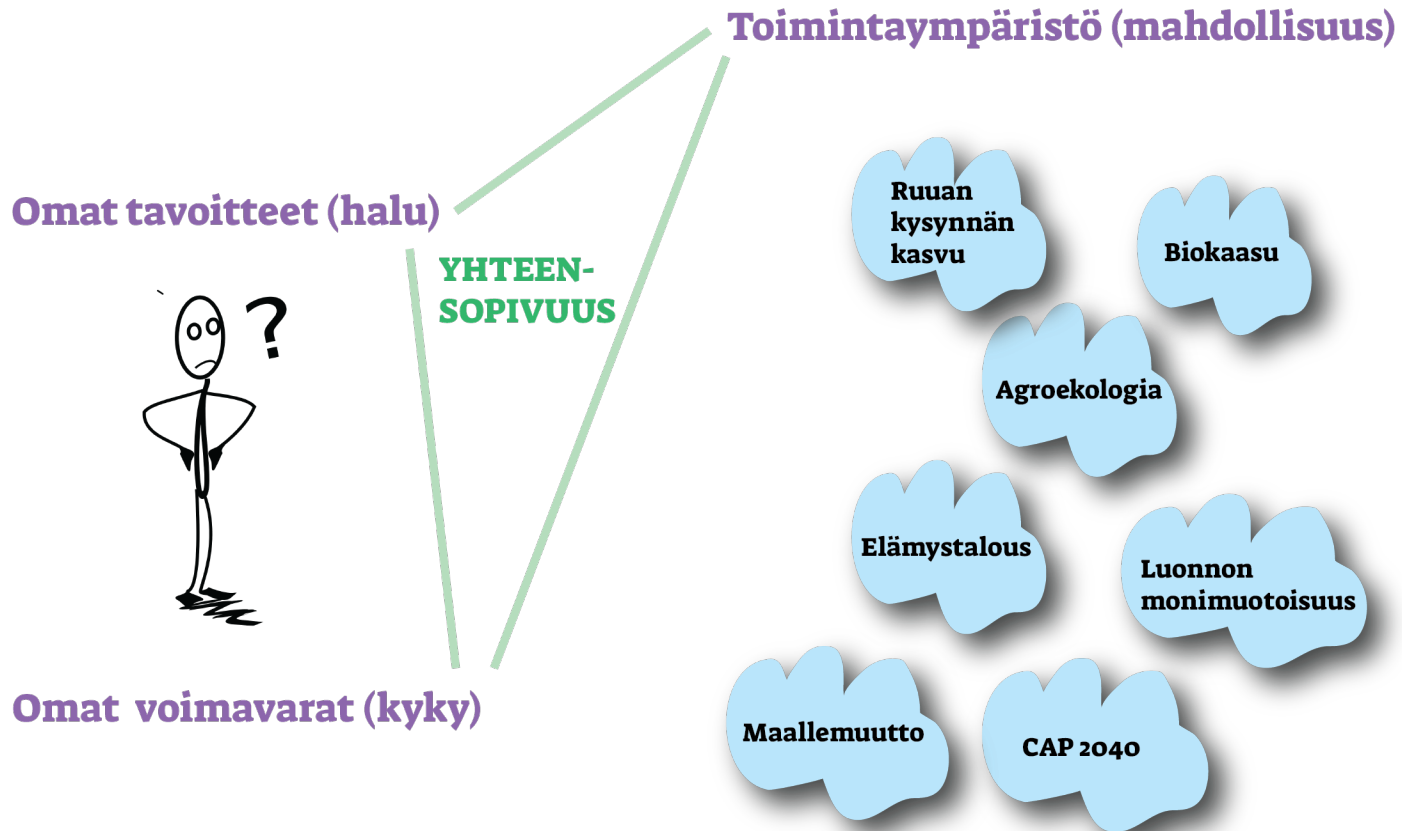 Toimintaympäristö (mahdollisuus)
Omat tavoitteet (halu)
YHTEEN-
SOPIVUUS
?
Omat voimavarat (kyky)
Ruuan
kysynnän
kasvu
Biokaasu
Agroekologia
Elämystalous
Luonnon
monimuotoisuus
Maallemuutto
CAP 2040